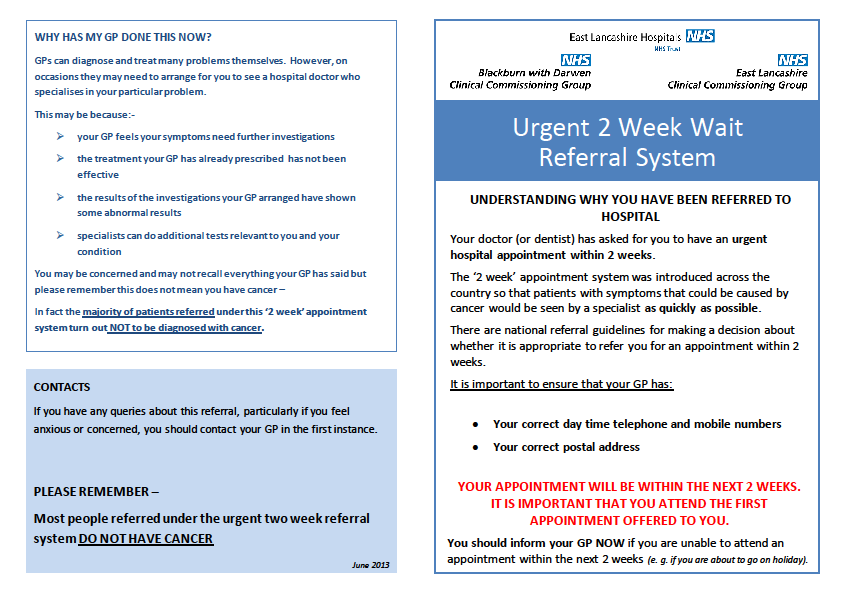 WHY HAS MY GP DONE THIS NOW?
GPs can diagnose and treat many problems themselves. However, on
occasions they may need to arrange for you to see a hospital doctor who
specialises in your particular problem.
This may be because:-
➢ your GP feels your symptoms need further investigations
➢ the treatment your GP has already prescribed has not been
effective
➢ the results of the investigations your GP arranged have shown
some abnormal results
➢ specialists can do additional tests relevant to you and your
condition
You may be concerned and may not recall everything your GP has said but
please remember this does not mean you have cancer –
In fact the majority of patients referred under this ‘2 week’ appointment
system turn out NOT to be diagnosed with cancer.
CONTACTS
If you have any queries about this referral, particularly if you feel
anxious or concerned, you should contact your GP in the first instance.
PLEASE REMEMBER –
Most people referred under the urgent two week referral
system DO NOT HAVE CANCER
June 2013
East Lancashire Hospitals NHS
NHS Trust
NHS
Blackburn with Darwen
Clinical Commissioning Group
NHS
East Lancashire
Clinical Commissioning Group
Urgent 2 Week Wait
Referral System
UNDERSTANDING WHY YOU HAVE BEEN REFERRED TO
HOSPITAL
Your doctor (or dentist) has asked for you to have an urgent
hospital appointment within 2 weeks.
The ‘2 week’ appointment system was introduced across the
country so that patients with symptoms that could be caused by
cancer would be seen by a specialist as quickly as possible.
There are national referral guidelines for making a decision about
whether it is appropriate to refer you for an appointment within 2
weeks.
It is important to ensure that your GP has:
• Your correct day time telephone and mobile numbers
• Your correct postal address
YOUR APPOINTMENT WILL BE WITHIN THE NEXT 2 WEEKS.
IT IS IMPORTANT THAT YOU ATTEND THE FIRST
APPOINTMENT OFFERED TO YOU.
You should inform your GP NOW if you are unable to attend an
appointment within the next 2 weeks (e. g. if you are about to go on holiday).